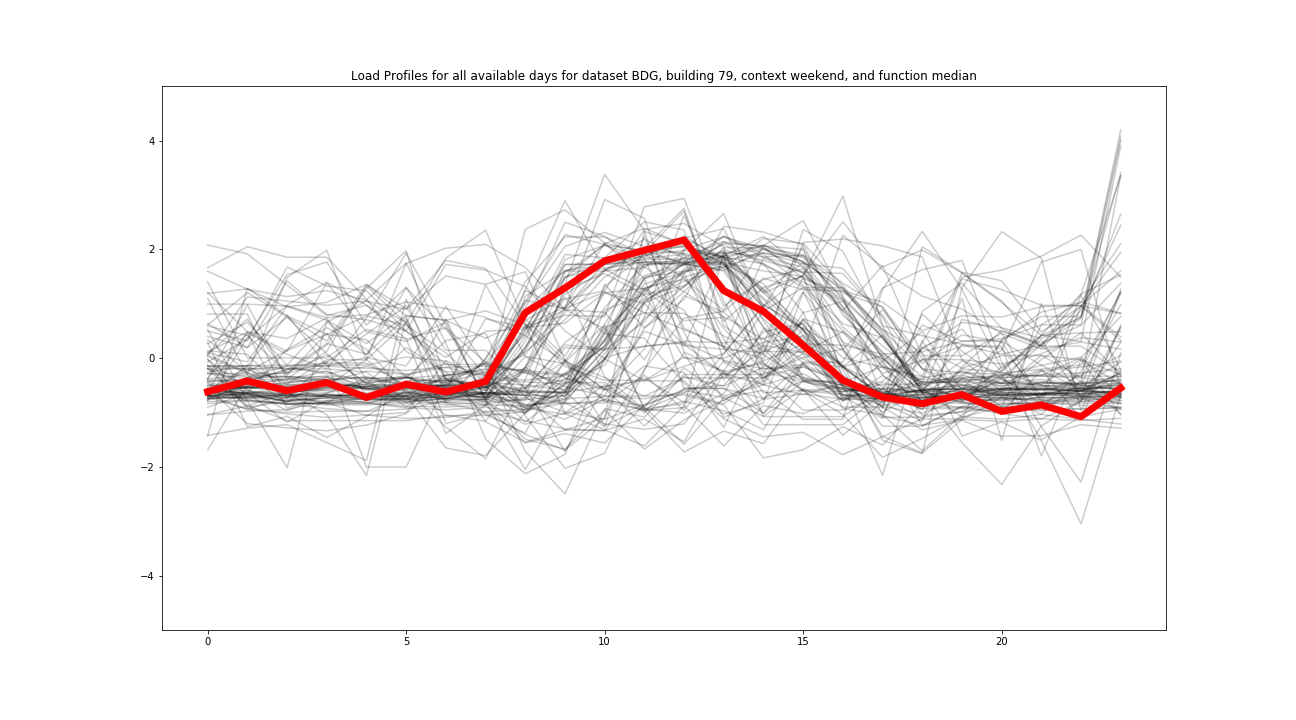 Load Profiles for all available days for dataset BDG, building 79, context weekend, and function median
4
2
0
−2
−4
0 5 10 15 20